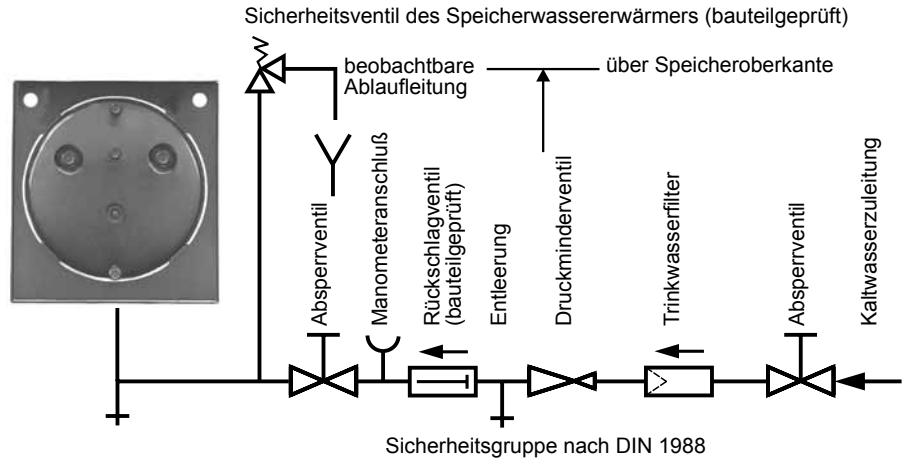 Sicherheitsventil des Speicherwassererwärmers (bauteilgeprüft)
beobachtbare
Ablaufleitung
über Speicheroberkante
Absperrventil
Manometeranschluß
Rückschlagventil
(bauteilgeprüft)
Entleerung
Druckminderventil
Trinkwasserfilter
Absperrventil
Kaltwasserzuleitung
Sicherheitsgruppe nach DIN 1988